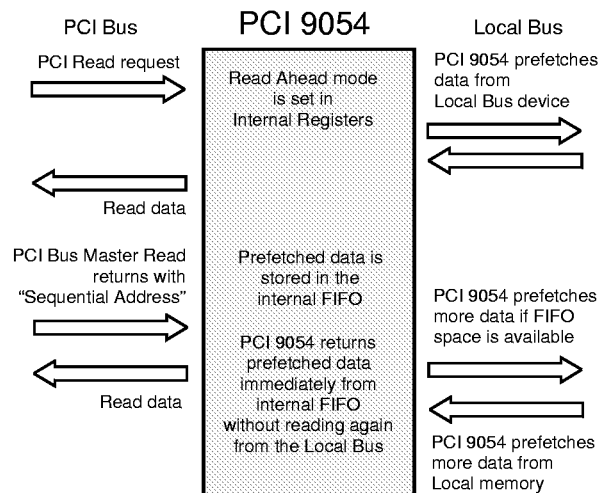 PCI Bus
PCI 9054
Local Bus
PCI Read request
Read Ahead mode
is set in
Internal Registers
PCI 9054 prefetches
data from
Local Bus device
Read data
PCI Bus Master Read
returns with
“Sequential Address”
Prefetched data is
stored in the
internal FIFO
PCI 9054 prefetches
more data if FIFO
space is available
PCI 9054 returns
prefetched data
immediately from
internal FIFO
without reading again
from the Local Bus
Read data
PCI 9054 prefetches
more data from
Local memory